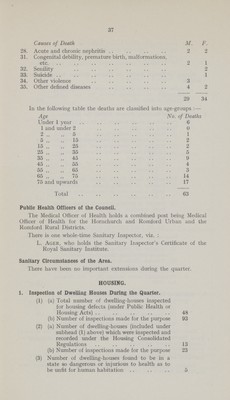 27
Causes of Death M. F.
29. Acute and chronic nephritis .. .. .. .. 2 2
31. Congenital debility, premature birth, malformations,
etc. .. .. .. .. .. .. .. 2 1
32. Senility .. .. .. .. .. .. .. 2
33. Suicide .. .. .. .. .. .. .. 1
34. Other violence .. .. .. .. .. 3
35. Other defined diseases .. .. .. .. 4 2
29 34
In the following table the deaths are classified into age-groups:—
Age No. of Deaths
Under 1 year .. .. .. .. .. .. 6
1 and under 2 .. .. .. .. .. .. 0
2 ,, ,, 5 .. .. .. .. .. .. 1
5 ,, ,, 15 .. .. .. .. .. .. 2
15 ,, ,, 25 .. .. .. .. .. .. 2
25 ,, ,, 35 .. .. .. .. .. .. 5
35 ,, ,, 45 .. .. .. .. .. .. 9
45 ,, ,, 55 .. .. .. .. .. .. 4
55 ,, ,, 65 .. .. .. .. .. .. 3
65 ,, ,, 75 .. .. .. .. .. .. 14
75 and upwards .. .. .. .. .. .. 17
Total .. .. .. .. .. .. 63
Public Health Officers of the Council.
The Medical Officer of Health holds a combined post being Medical
Officer of Health for the Hornchurch and Romford Urban and the
Romford Rural Districts.
There is one whole-time Sanitary Inspector, viz. :
L. Ager, who holds the Sanitary Inspector's Certificate of the
Royal Sanitary Institute.
Sanitary Circumstances of the Area.
There have been no important extensions during the quarter.
HOUSING.
1. Inspection of Dwelling Houses During the Quarter.
(1) (a) Total number of dwelling-houses inspected
for housing defects (under Public Health or
Housing Acts) .. .. .. .. .. 48
(b) Number of inspections made for the purpose 95
(2) (a) Number of dwelling-houses (included under
subhead (1) above) which were inspected and
recorded under the Housing Consolidated
Regulations .. .. .. .. .. 13
(b) Number of inspections made for the purpose 22
(3) Number of dwelling-houses found to be in a
state so dangerous or injurious to health as to
be unfit for human habitation .. .. .. 5